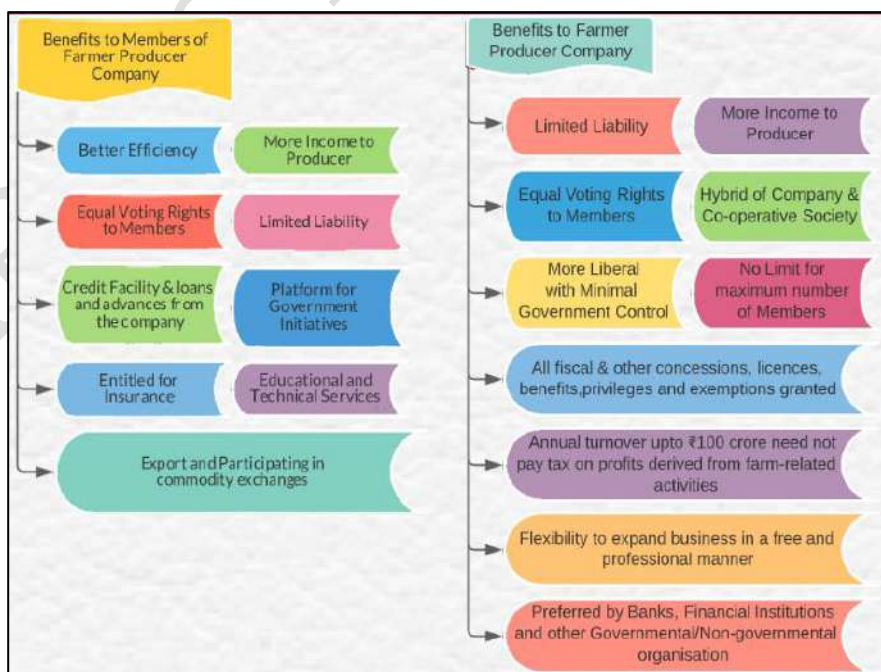 Benefits to Members of
Farmer Producer
Company
Better Efficiency
More Income to
Producer
Equal Voting Rights
to Members
Limited Liability
Credit Facility & loans
and advances from
the company
Platform for
Government
Initiatives
Entitled for
Insurance
Educational and
Technical Services
Export and Participating in
commodity exchanges
Benefits to Farmer
Producer Company
Limited Liability
More Income to
Producer
Equal Voting Rights
to Members
Hybrid of Company &
Co-operative Society
More Liberal
with Minimal
Government Control
No Limit for
maximum number
of Members
All fiscal & other concessions, licences,
benefits,privileges and exemptions granted
Annual turnover upto ₹100 crore need not
pay tax on profits derived from farm-related
activities
Flexibility to expand business in a free and
professional manner
Preferred by Banks, Financial Institutions
and other Governmental/Non-governmental
organisation